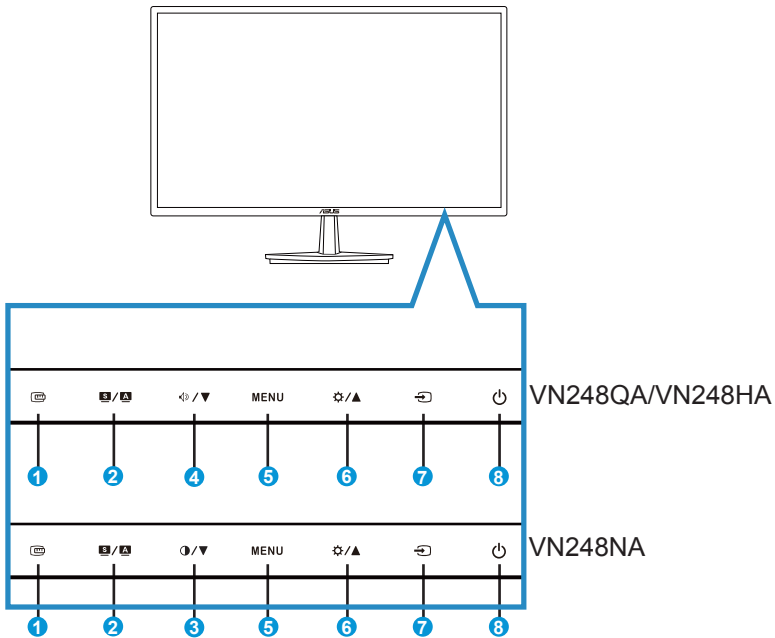 ASUS
S/A MENU VN248QA/VN248HA
1 2 4 5 6 7 8
S/A MENU VN248NA
1 2 3 5 6 7 8